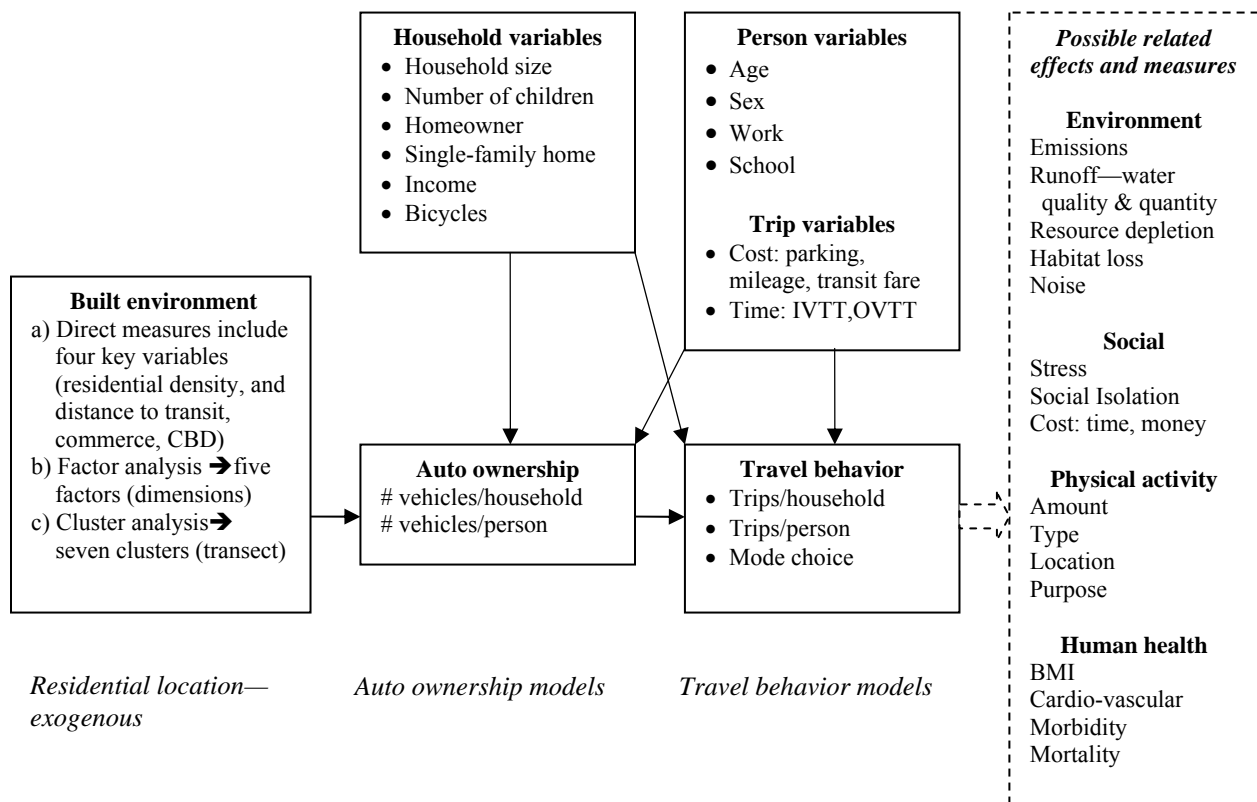 Household variables
• Household size
• Number of children
• Homeowner
• Single-family home
• Income
• Bicycles
Person variables
• Age
• Sex
• Work
• School
Trip variables
• Cost: parking,
mileage, transit fare
• Time: IVTT,OVTT
Built environment
a) Direct measures include
four key variables
(residential density, and
distance to transit,
commerce, CBD)
b) Factor analysis ➔five
factors (dimensions)
c) Cluster analysis➔
seven clusters (transect)
Auto ownership
# vehicles/household
# vehicles/person
Travel behavior
• Trips/household
• Trips/person
• Mode choice
Possible related
effects and measures
Environment
Emissions
Runoff—water
quality & quantity
Resource depletion
Habitat loss
Noise
Social
Stress
Social Isolation
Cost: time, money
Physical activity
Amount
Type
Location
Purpose
Human health
BMI
Cardio-vascular
Morbidity
Mortality
Residential location—
exogenous
Auto ownership models
Travel behavior models